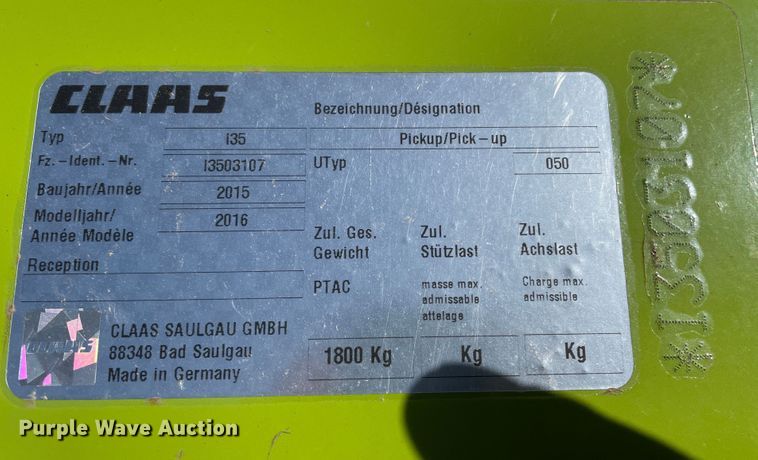 CLAAS
Bezeichnung/Désignation
Typ I35 Pickup/Pick-up
Fz.-Ident.-Nr. I3503107 UTyp 050
Baujahr/Année 2015
Modelljahr/ 2016
Année Modèle
Zul. Ges. Zul. Zul.
Gewicht Stützlast Achslast
Reception
PTAC masse max. Charge max.
admissable admissible
attelage
CLAAS SAULGAU GMBH
88348 Bad Saulgau
Made in Germany
1800 Kg Kg Kg
CLAAS
*I3503107*
Purple Wave Auction